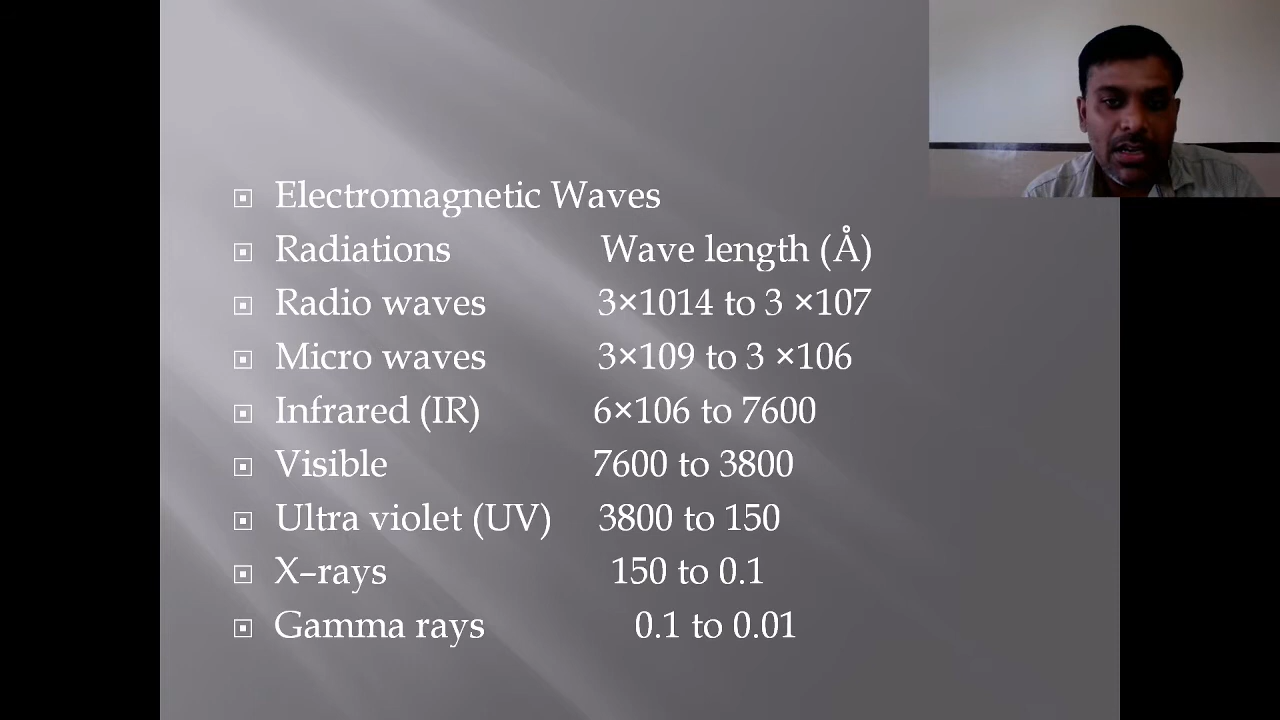 Electromagnetic Waves
Radiations Wave length (Å)
Radio waves 3×1014 to 3 ×107
Micro waves 3×109 to 3 ×106
Infrared (IR) 6×106 to 7600
Visible 7600 to 3800
Ultra violet (UV) 3800 to 150
X–rays 150 to 0.1
Gamma rays 0.1 to 0.01